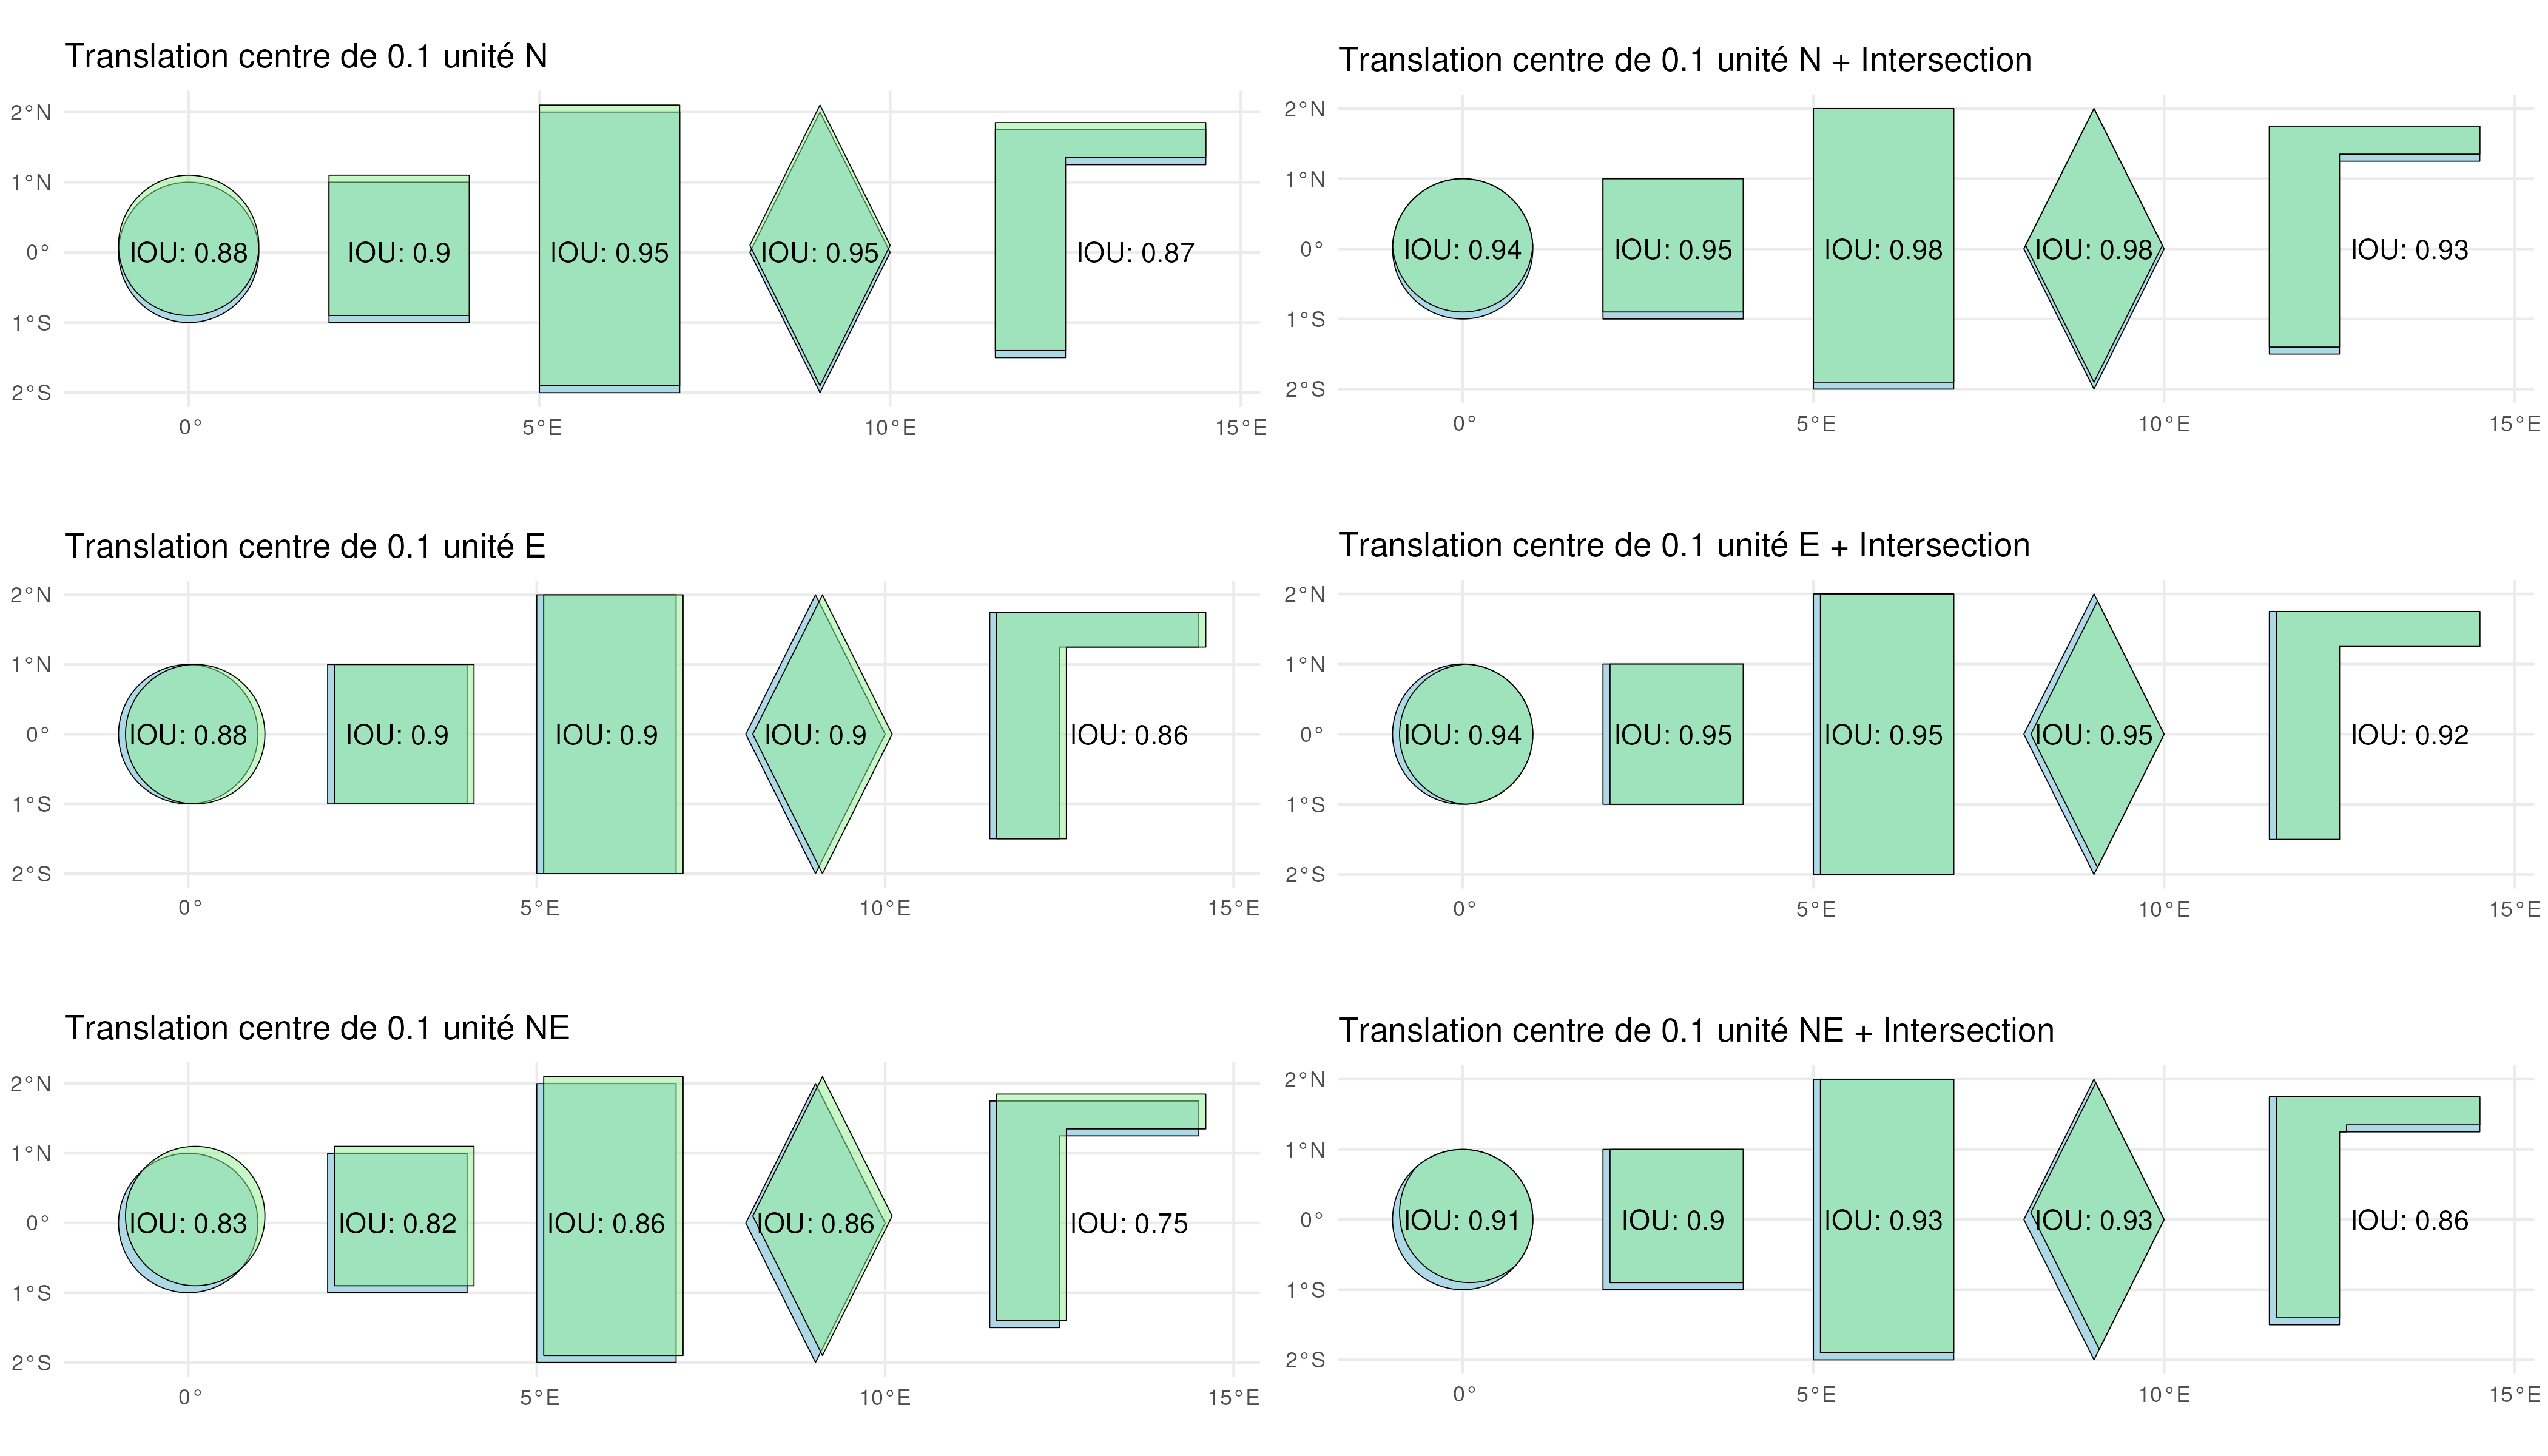 Translation centre de 0.1 unité N
2°N
1°N
0°
1°S
2°S
IOU: 0.88 IOU: 0.9 IOU: 0.95 IOU: 0.95 IOU: 0.87
0° 5°E 10°E 15°E
Translation centre de 0.1 unité N + Intersection
2°N
1°N
0°
1°S
2°S
IOU: 0.94 IOU: 0.95 IOU: 0.98 IOU: 0.98 IOU: 0.93
0° 5°E 10°E 15°E
Translation centre de 0.1 unité E
2°N
1°N
0°
1°S
2°S
IOU: 0.88 IOU: 0.9 IOU: 0.9 IOU: 0.9 IOU: 0.86
0° 5°E 10°E 15°E
Translation centre de 0.1 unité E + Intersection
2°N
1°N
0°
1°S
2°S
IOU: 0.94 IOU: 0.95 IOU: 0.95 IOU: 0.95 IOU: 0.92
0° 5°E 10°E 15°E
Translation centre de 0.1 unité NE
2°N
1°N
0°
1°S
2°S
IOU: 0.83 IOU: 0.82 IOU: 0.86 IOU: 0.86 IOU: 0.75
0° 5°E 10°E 15°E
Translation centre de 0.1 unité NE + Intersection
2°N
1°N
0°
1°S
2°S
IOU: 0.91 IOU: 0.9 IOU: 0.93 IOU: 0.93 IOU: 0.86
0° 5°E 10°E 15°E